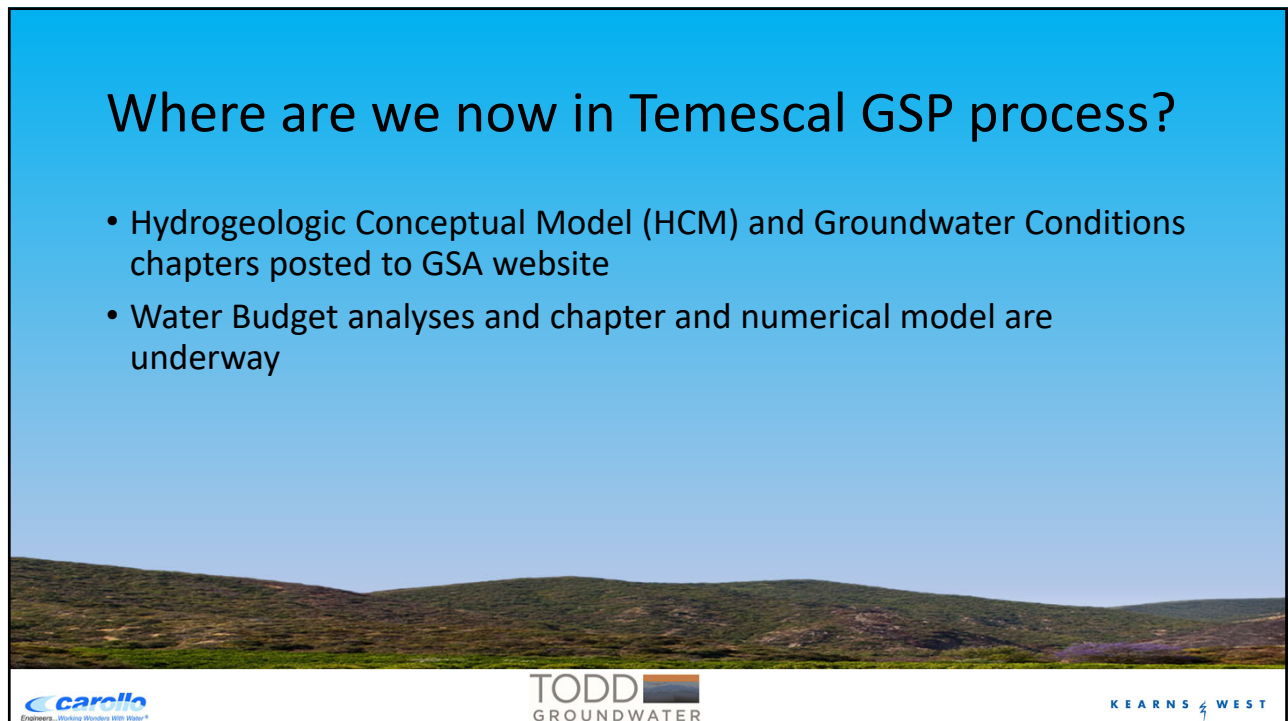 Where are we now in Temescal GSP process?
• Hydrogeologic Conceptual Model (HCM) and Groundwater Conditions
chapters posted to GSA website
• Water Budget analyses and chapter and numerical model are
underway
carollo
Engineers...Working Wonders With Water®
TODD
GROUNDWATER
KEARNS & WEST